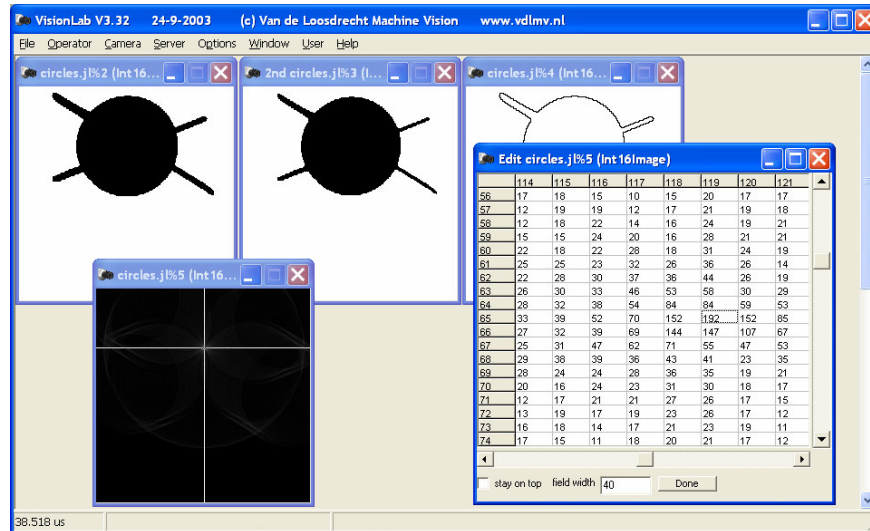 VisionLab V3.32 24-9-2003 (c) Van de Loosdrecht Machine Vision www.vdlmv.nl
File Operator Camera Server Options Window User Help
circles.jl%2 (Int16...
2nd circles.jl%3 (I...
circles.jl%4 (Int16...
Edit circles.jl%5 (Int16Image)
114 115 116 117 118 119 120 121
56 17 18 15 10 15 20 17 17
57 12 19 19 12 17 21 19 18
58 12 18 22 14 16 24 19 21
59 15 15 24 20 16 28 21 21
60 22 18 22 28 18 31 24 19
61 25 25 23 32 26 36 26 14
62 22 28 30 37 36 44 26 19
63 26 30 33 46 53 58 30 29
64 28 32 38 54 84 84 59 53
65 33 39 52 70 152 192 152 85
66 27 32 39 69 144 147 107 67
67 25 31 47 62 71 55 47 53
68 29 38 39 36 43 41 23 35
69 28 24 24 28 36 35 19 21
70 20 16 24 23 31 30 18 17
71 12 17 21 21 27 26 17 15
72 13 19 17 19 23 26 17 12
73 16 18 14 17 21 23 19 11
74 17 15 11 18 20 21 17 12
stay on top field width 40 Done
circles.jl%5 (Int16...
38.518 us